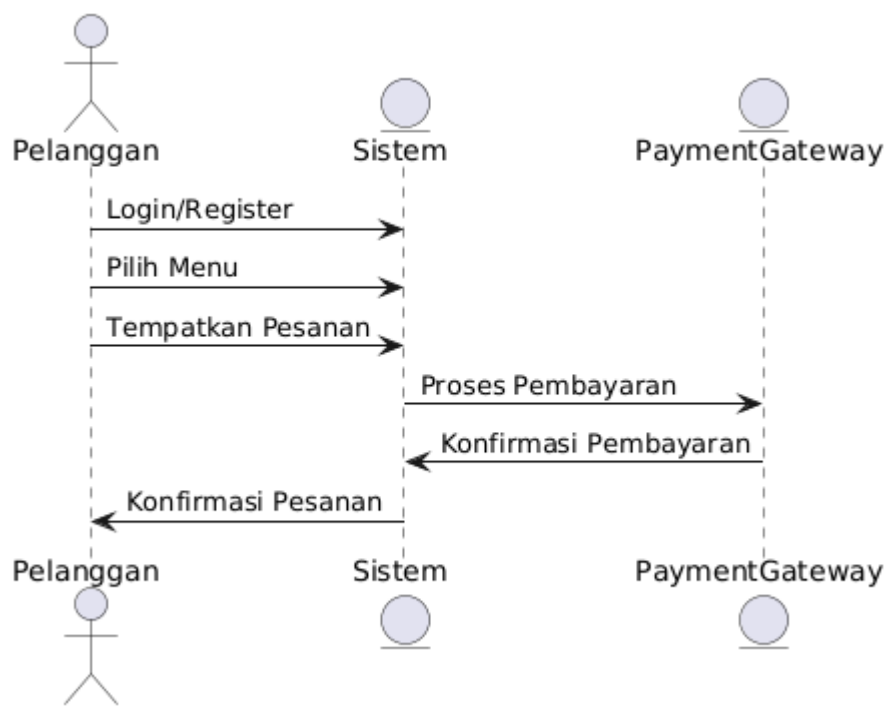 Pelanggan
Sistem
PaymentGateway
Login/Register
Pilih Menu
Tempatkan Pesanan
Proses Pembayaran
Konfirmasi Pembayaran
Konfirmasi Pesanan
Pelanggan
Sistem
PaymentGateway